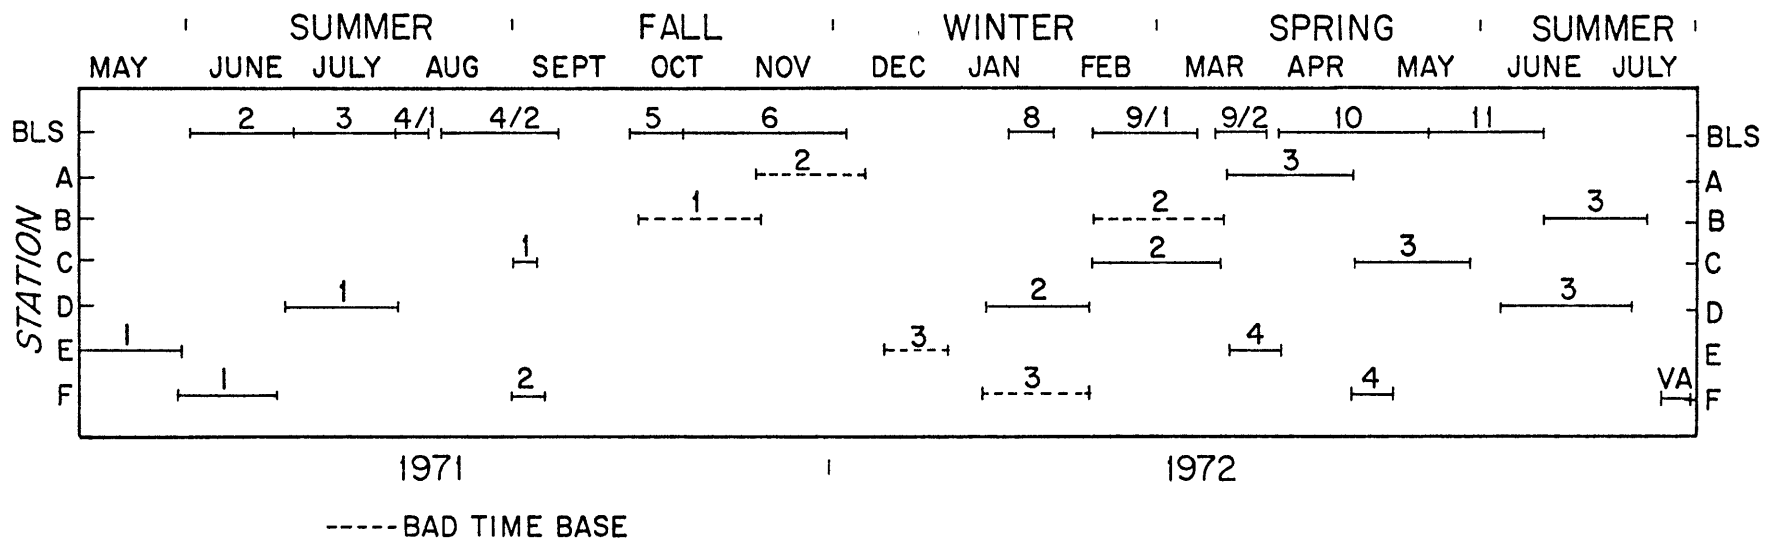 SUMMER FALL WINTER SPRING SUMMER
MAY JUNE JULY AUG SEPT OCT NOV DEC JAN FEB MAR APR MAY JUNE JULY
BLS 2 3 4/1 4/2 5 6 8 9/1 9/2 10 11 BLS
A 2 3 A
B 1 2 3 B
C 1 2 3 C
D 1 2 3 D
E 1 3 4 E
F 1 2 3 4 VA F
STATION
1971 1972
BAD TIME BASE